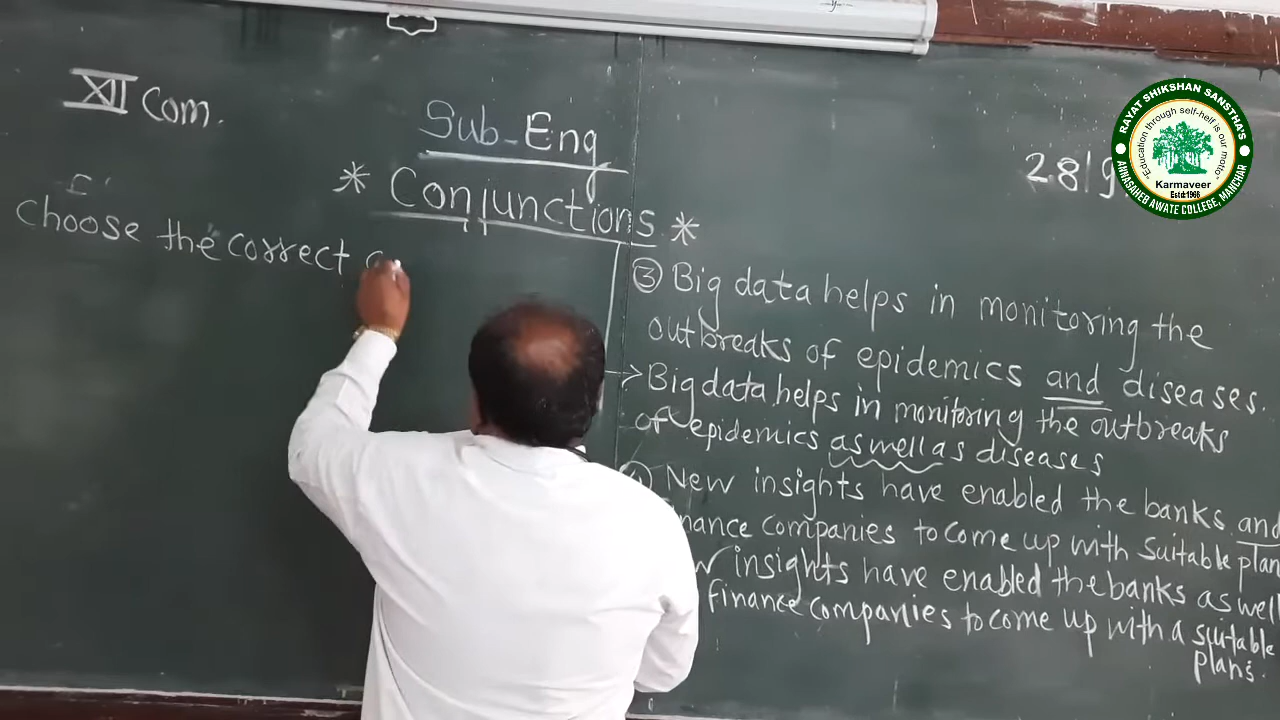 XII Com.
Sub-Eng
* Conjunctions *
28/9
choose the correct
③ Big data helps in monitoring the
outbreaks of epidemics and diseases.
→ Big data helps in monitoring the outbreaks
of epidemics as well as diseases
New insights have enabled the banks and
finance companies to come up with suitable plan
insights have enabled the banks as well
finance companies to come up with a suitable
plans.
RAYAT SHIKSHAN SANSTHA'S
"Education through self-help is our motto"
Karmaveer
Estd:1966
ANNASAHEB AWATE COLLEGE, MANCHAR